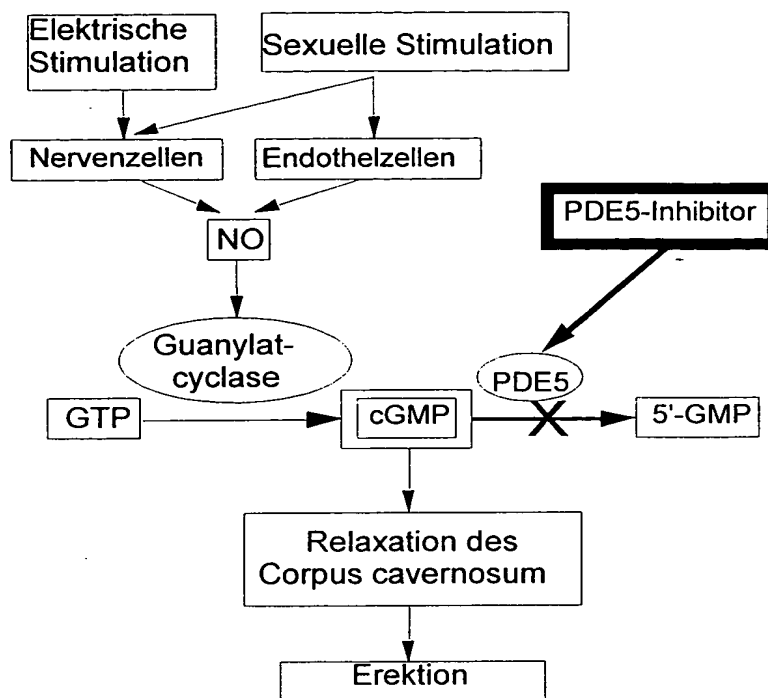 Elektrische
Stimulation
Sexuelle Stimulation
Nervenzellen
Endothelzellen
NO
PDE5-Inhibitor
Guanylat-
cyclase
PDE5
GTP
cGMP
5'-GMP
Relaxation des
Corpus cavernosum
Erektion